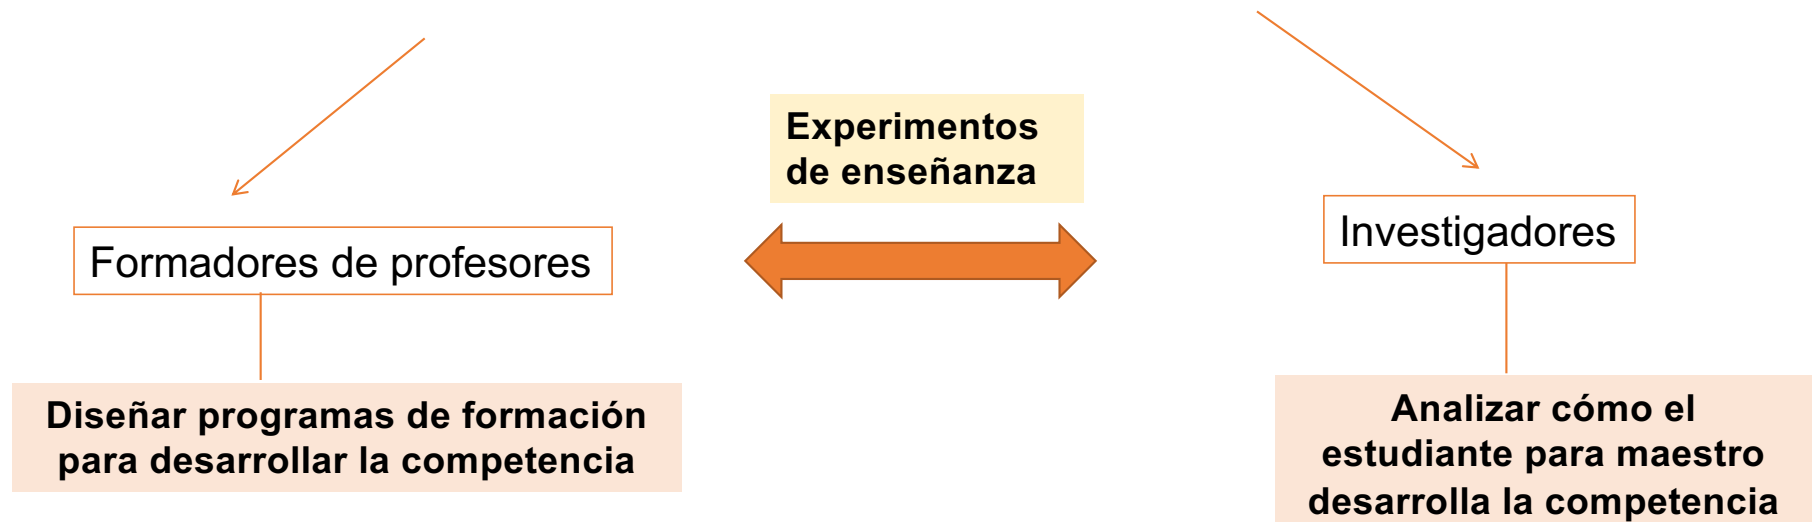 Experimentos
de enseñanza
Formadores de profesores
Investigadores
Diseñar programas de formación
para desarrollar la competencia
Analizar cómo el
estudiante para maestro
desarrolla la competencia